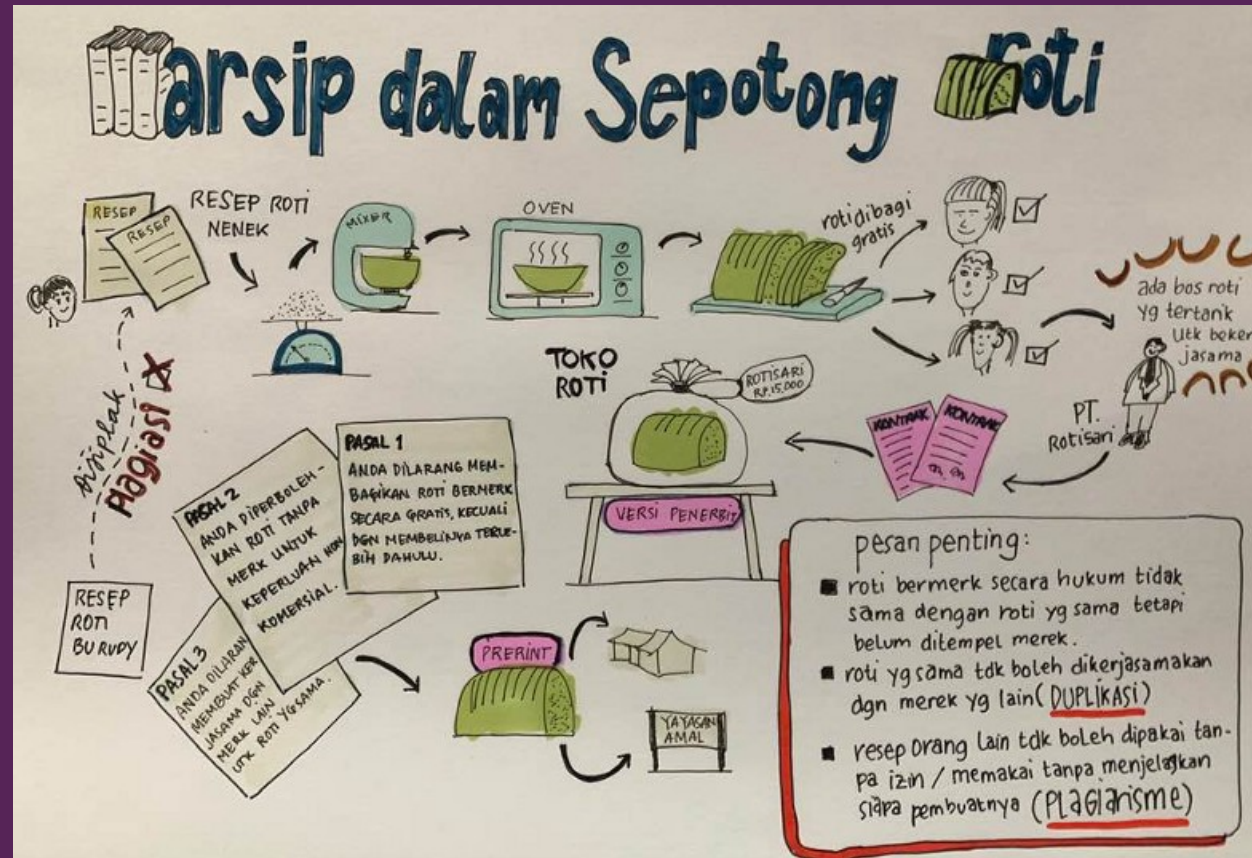 arsip dalam Sepotong roti
RESEP
RESEP
RESEP ROTI
NENEK
MIXER
OVEN
roti dibagi
gratis
ada bos roti
yg tertarik
utk beker
jasama
PT.
Rotisari
KONTRAK
KONTRAK
TOKO
ROTI
ROTISARI
RP.15.000
VERSI PENERBIT
dijiplak
Plagiasi
RESEP
ROTI
BU RUDY
PASAL 1
ANDA DILARANG MEM-
BAGIKAN ROTI BERMERK
SECARA GRATIS, KECUALI
DGN MEMBELINYA TERLE-
BIH DAHULU.
PASAL 2
ANDA DIPERBOLEH-
KAN ROTI TANPA
MERK UNTUK
KEPERLUAN NON
KOMERSIAL.
PASAL 3
ANDA DILARAN
MEMBUAT KER
JASAMA DGN
MERK LAIN
UTK ROTI YG SAMA.
PRERINT
YAYASAN
AMAL
pesan penting:
roti bermerk secara hukum tidak
sama dengan roti yg sama tetapi
belum ditempel merek.
roti yg sama tdk boleh dikerjasamakan
dgn merek yg lain (DUPLIKASI)
resep orang lain tdk boleh dipakai tan-
pa izin / memakai tanpa menjelaskan
siapa pembuatnya (PLAGIARISME)